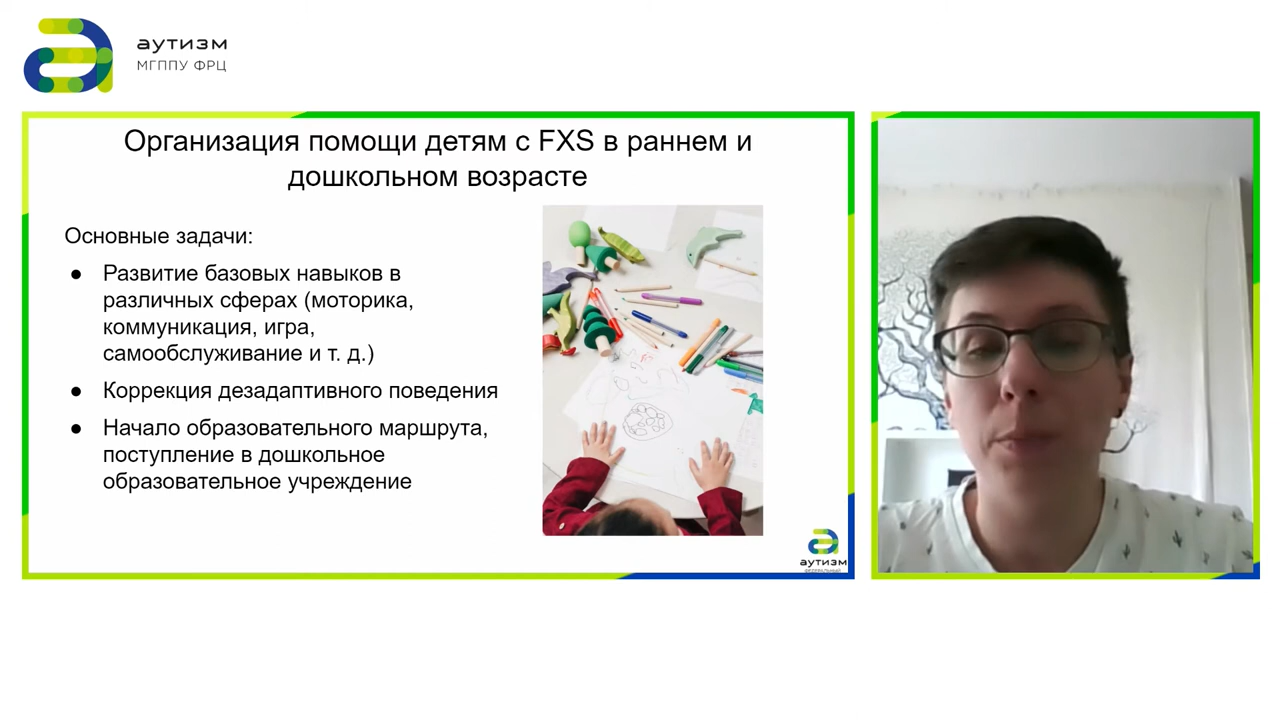 аутизм
МГППУ ФРЦ
Организация помощи детям с FXS в раннем и
дошкольном возрасте
Основные задачи:
● Развитие базовых навыков в
различных сферах (моторика,
коммуникация, игра,
самообслуживание и т. д.)
● Коррекция дезадаптивного поведения
● Начало образовательного маршрута,
поступление в дошкольное
образовательное учреждение
аутизм